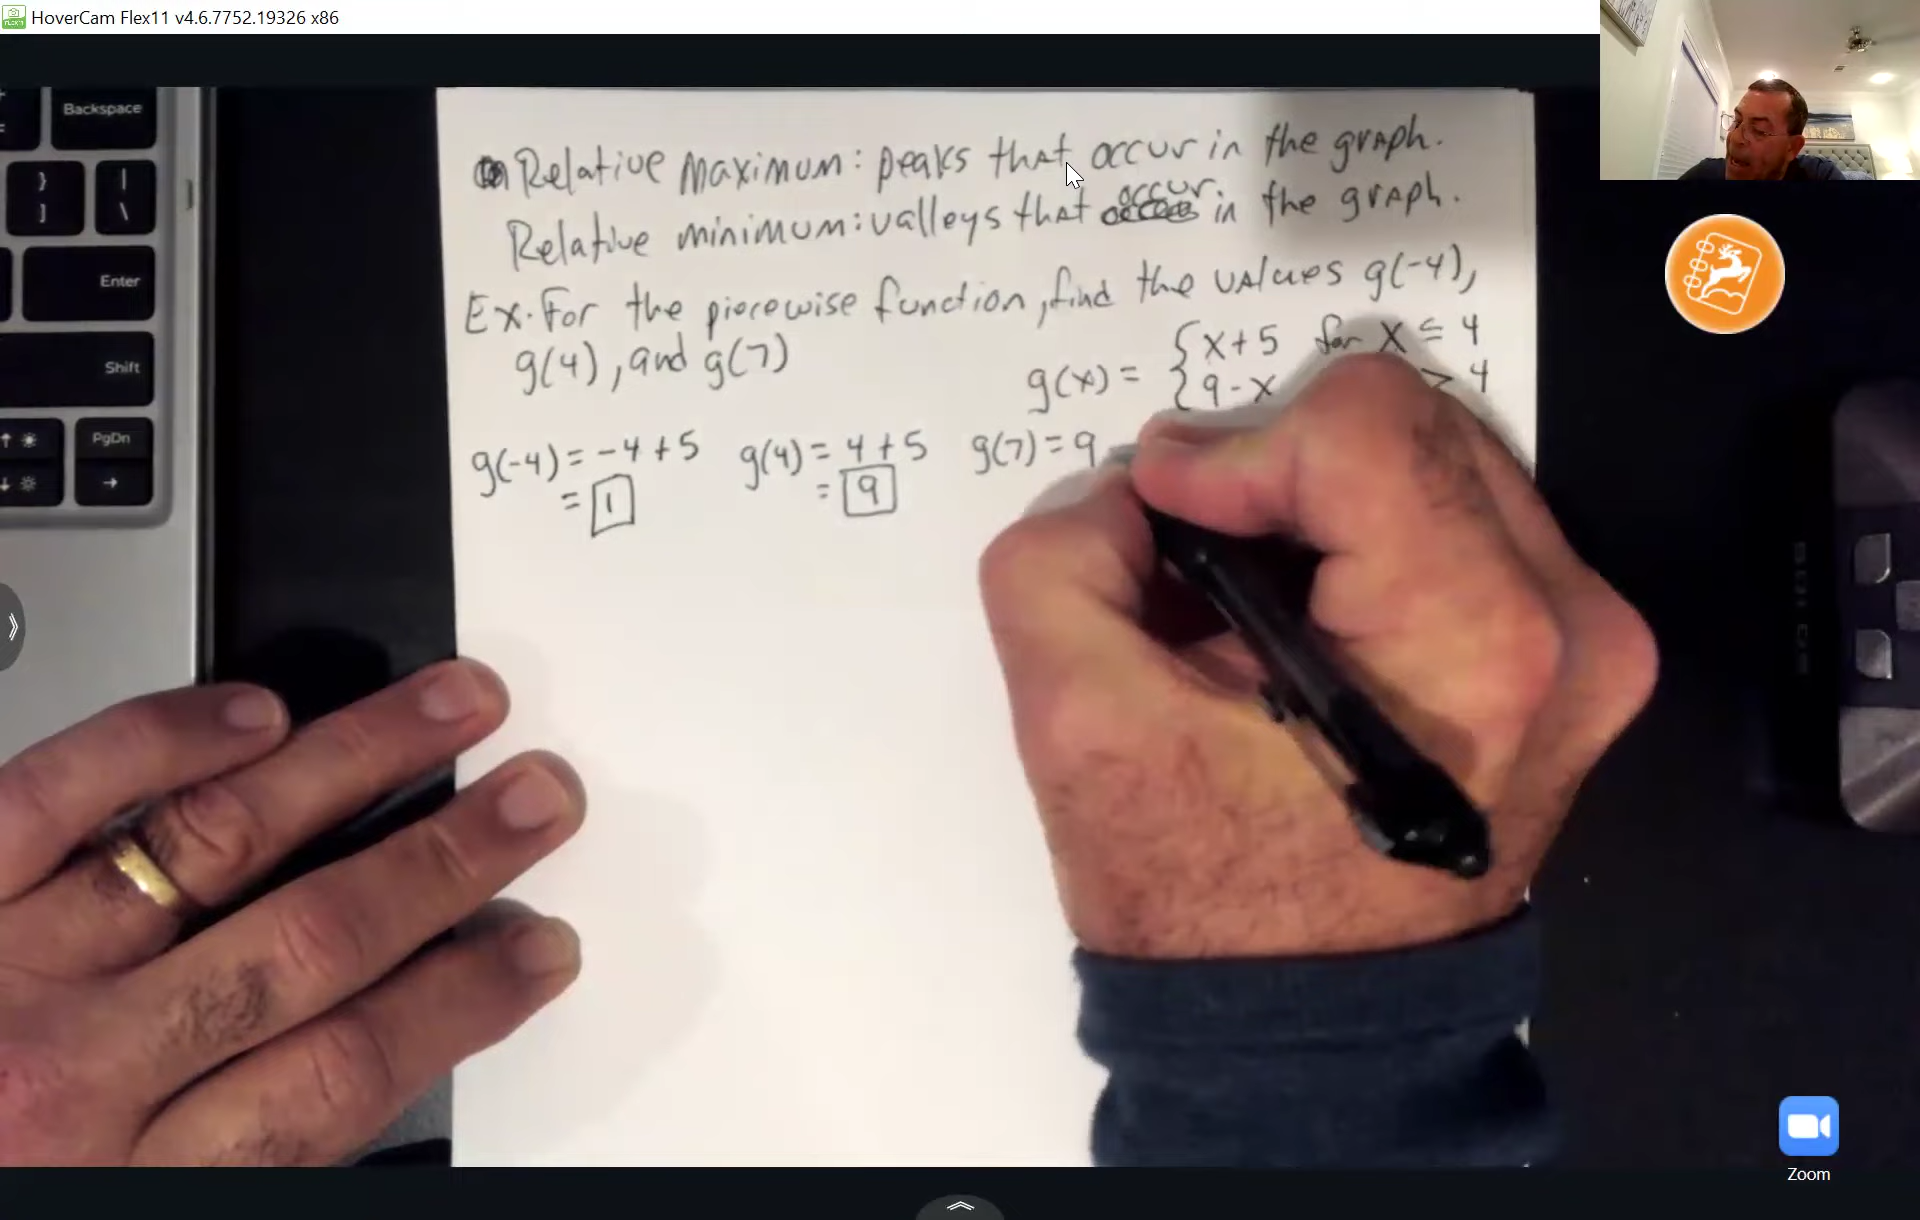 HoverCam Flex11 v4.6.7752.19326 x86
Backspace
}
]
|
\
Enter
Shift
PgDn
Relative Maximum: peaks that occur in the graph.
Relative minimum: valleys that occur in the graph.
Ex. For the piecewise function, find the values g(-4),
g(4), and g(7)
g(x) = { x+5 for x ≤ 4
9-x > 4
g(-4) = -4 + 5 g(4) = 4 + 5 g(7) = 9
= 1 = 9
Zoom